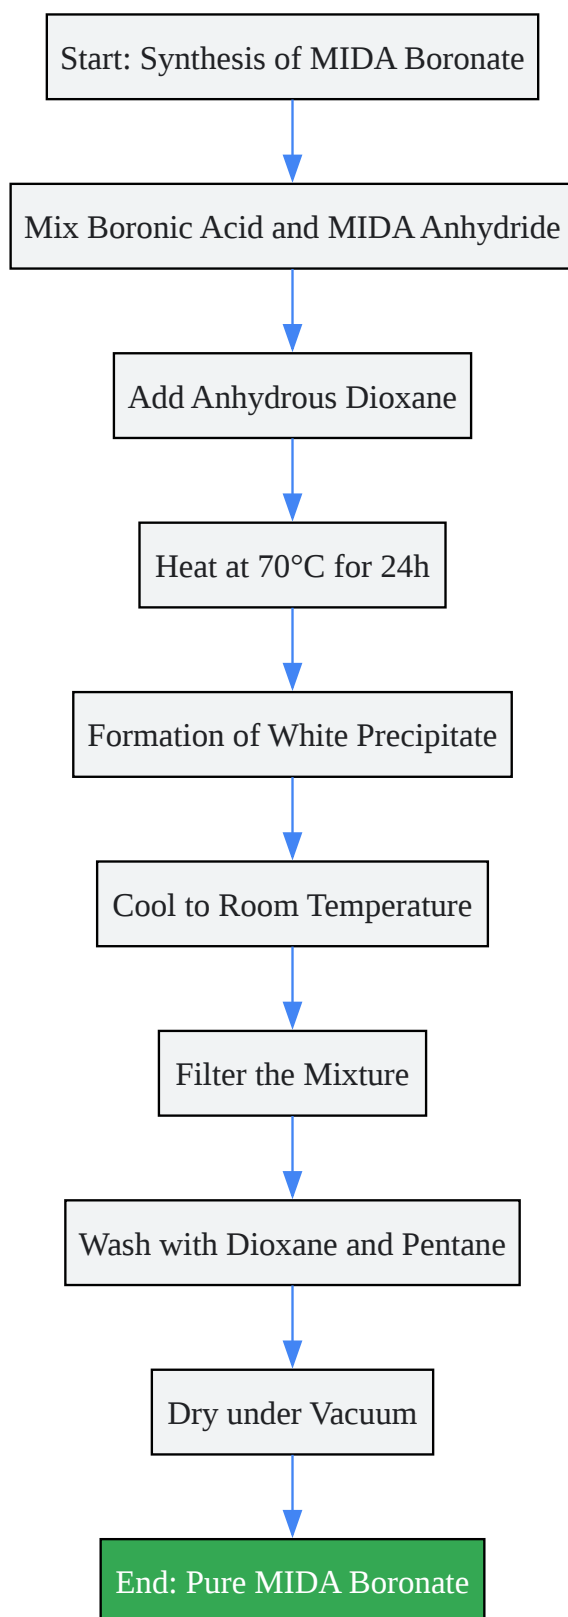 Start: Synthesis of MIDA Boronate
Mix Boronic Acid and MIDA Anhydride
Add Anhydrous Dioxane
Heat at 70°C for 24h
Formation of White Precipitate
Cool to Room Temperature
Filter the Mixture
Wash with Dioxane and Pentane
Dry under Vacuum
End: Pure MIDA Boronate